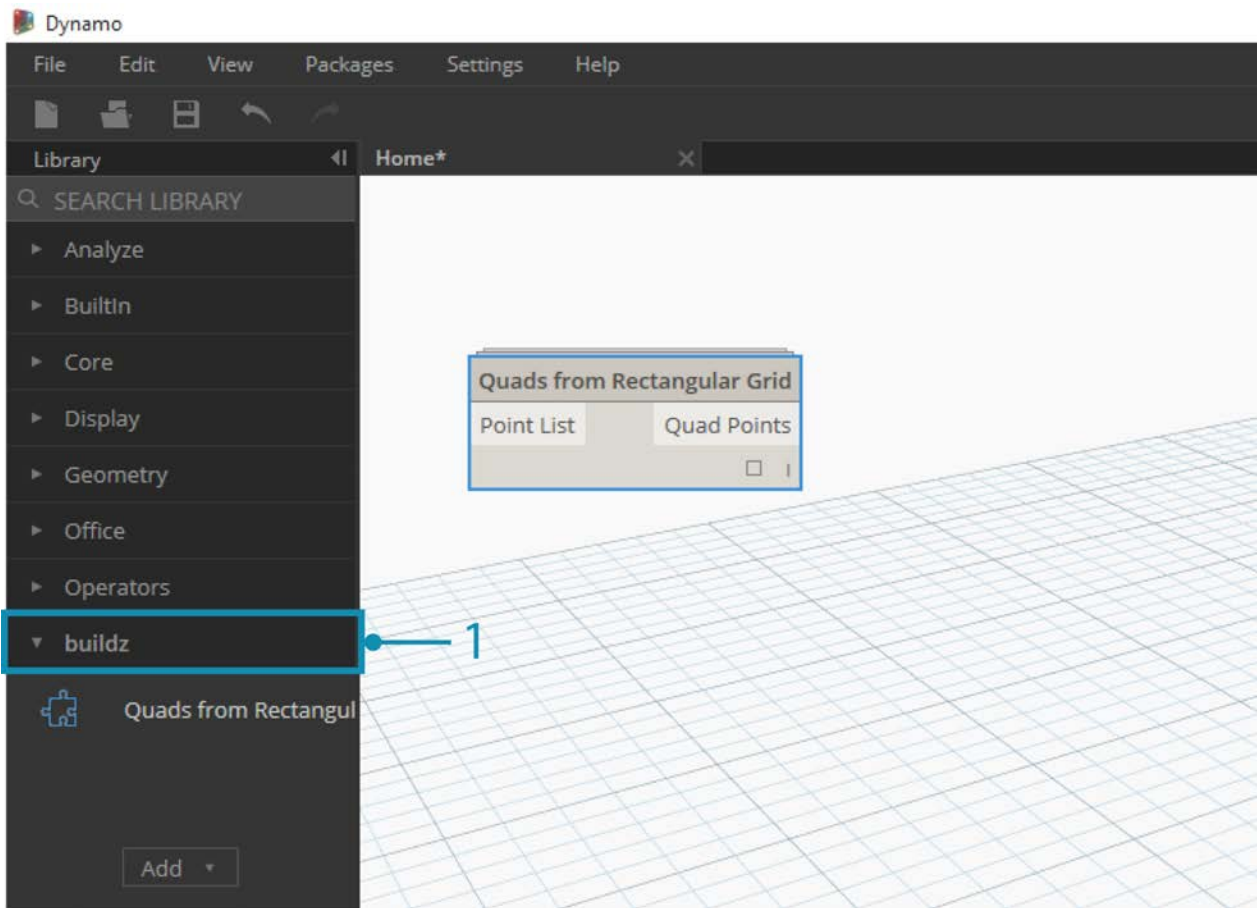 Dynamo
File Edit View Packages Settings Help
Library Home*
SEARCH LIBRARY
Analyze
BuiltIn
Core
Display
Geometry
Office
Operators
buildz 1
Quads from Rectangul
Add
Quads from Rectangular Grid
Point List Quad Points